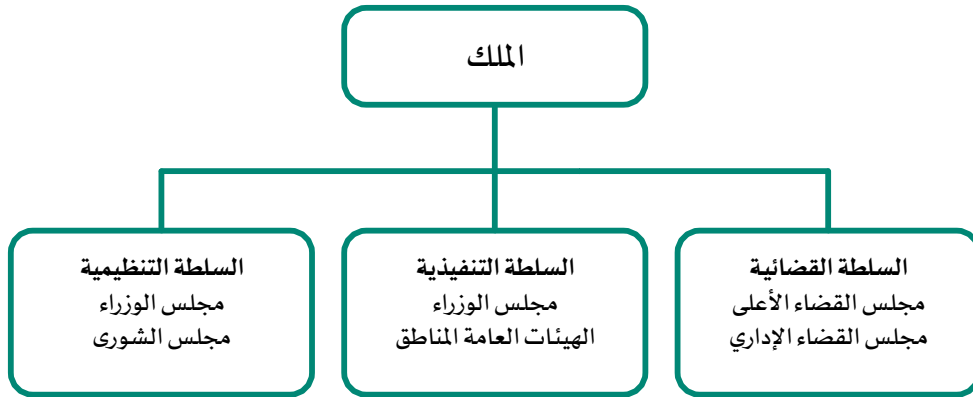 الملك
السلطة القضائية
مجلس القضاء الأعلى
مجلس القضاء الإداري
السلطة التنفيذية
مجلس الوزراء
الهيئات العامة المناطق
السلطة التنظيمية
مجلس الوزراء
مجلس الشورى